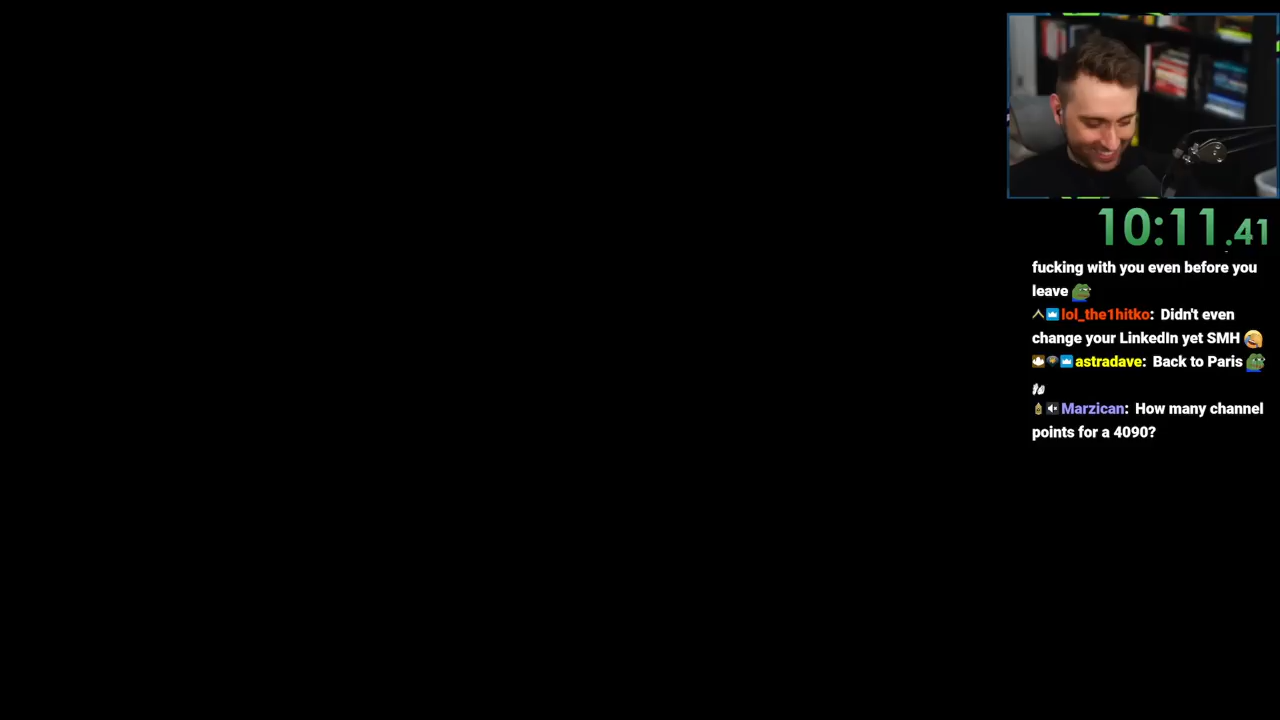 10:11.41
fucking with you even before you
leave
lol_the1hitko: Didn't even
change your LinkedIn yet SMH
astradave: Back to Paris
Marzican: How many channel
points for a 4090?